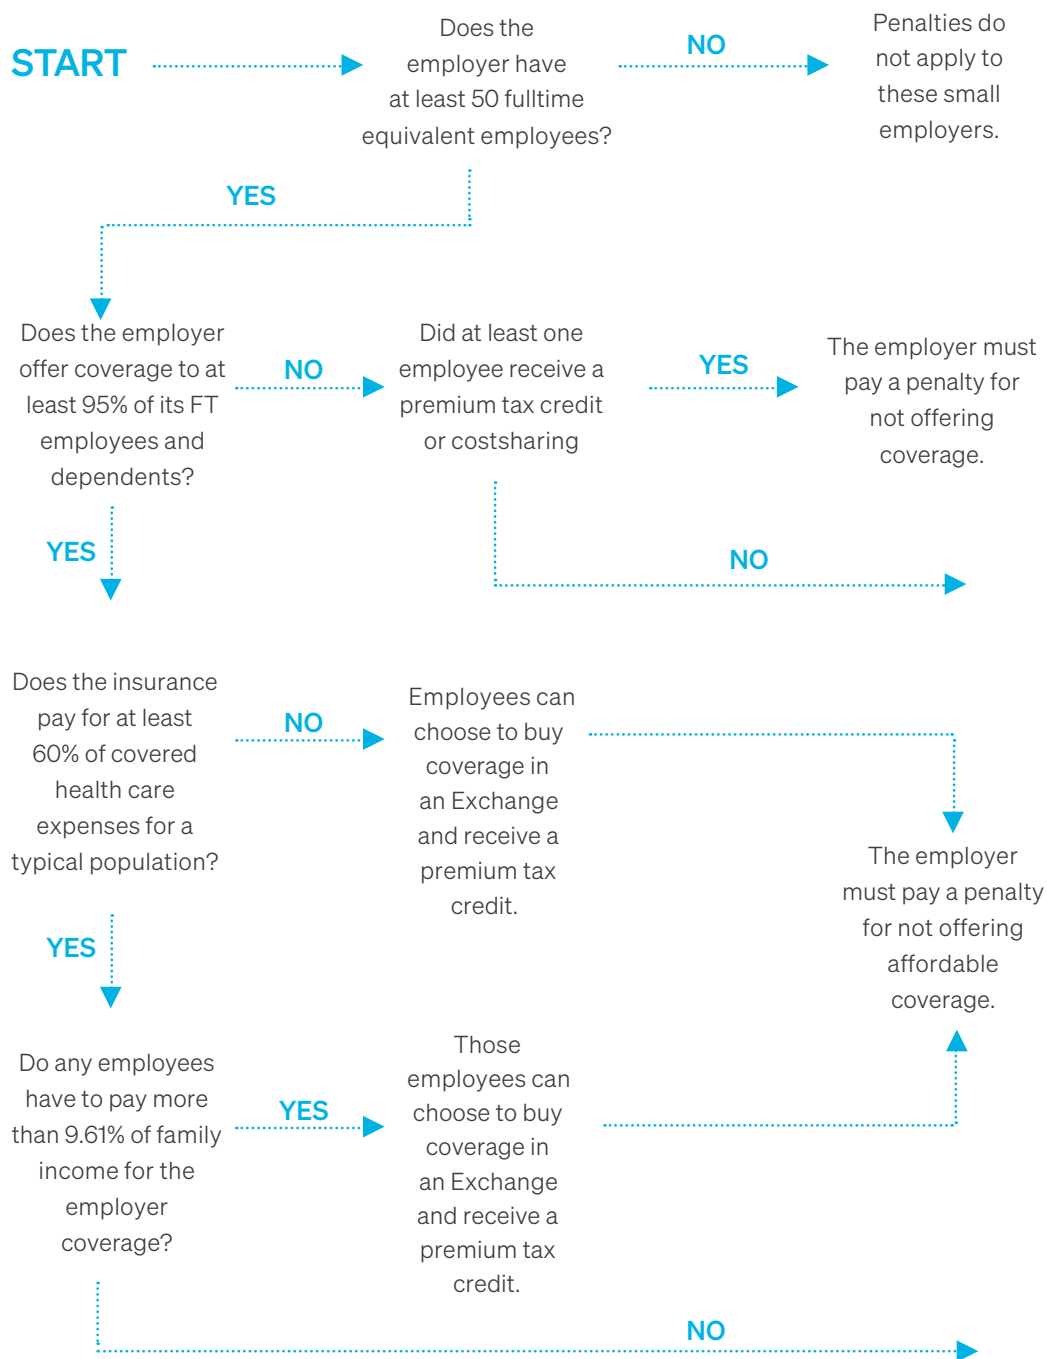 START
Does the
employer have
at least 50 fulltime
equivalent employees?
NO
Penalties do
not apply to
these small
employers.
YES
Does the employer
offer coverage to at
least 95% of its FT
employees and
dependents?
NO
Did at least one
employee receive a
premium tax credit
or costsharing
YES
The employer must
pay a penalty for
not offering
coverage.
YES
NO
Does the insurance
pay for at least
60% of covered
health care
expenses for a
typical population?
NO
Employees can
choose to buy
coverage in
an Exchange
and receive a
premium tax
credit.
The employer
must pay a penalty
for not offering
affordable
coverage.
YES
Do any employees
have to pay more
than 9.61% of family
income for the
employer
coverage?
YES
Those
employees can
choose to buy
coverage in
an Exchange
and receive a
premium tax
credit.
NO